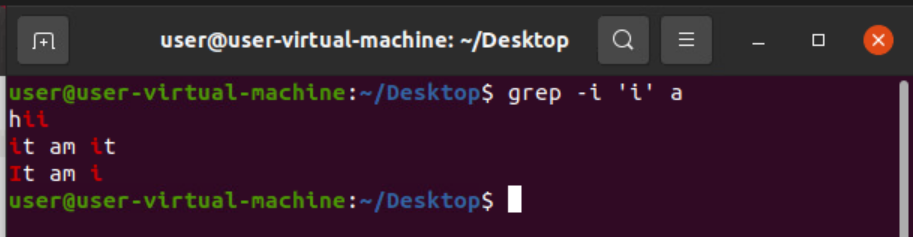 user@user-virtual-machine: ~/Desktop
user@user-virtual-machine:~/Desktop$ grep -i 'i' a
hii
it am it
It am i
user@user-virtual-machine:~/Desktop$